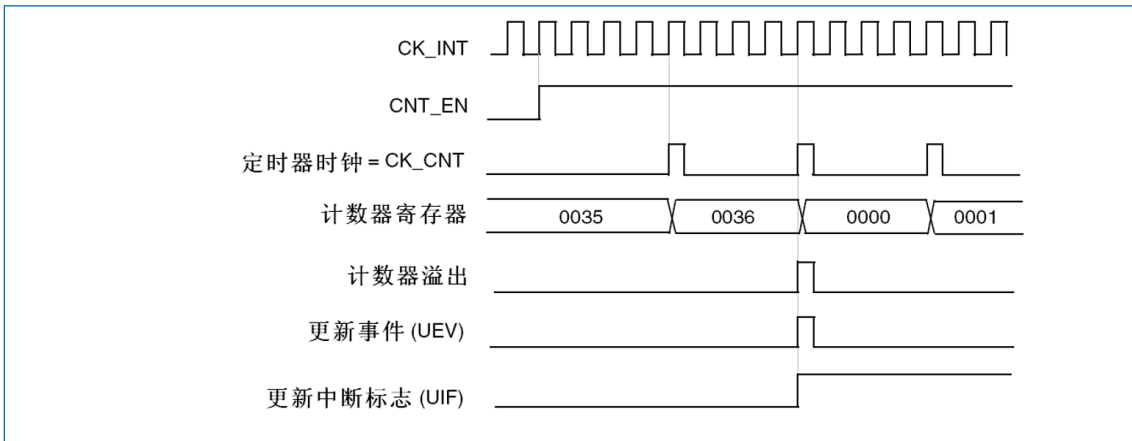 CK_INT
CNT_EN
定时器时钟 = CK_CNT
计数器寄存器 0035 0036 0000 0001
计数器溢出
更新事件 (UEV)
更新中断标志 (UIF)